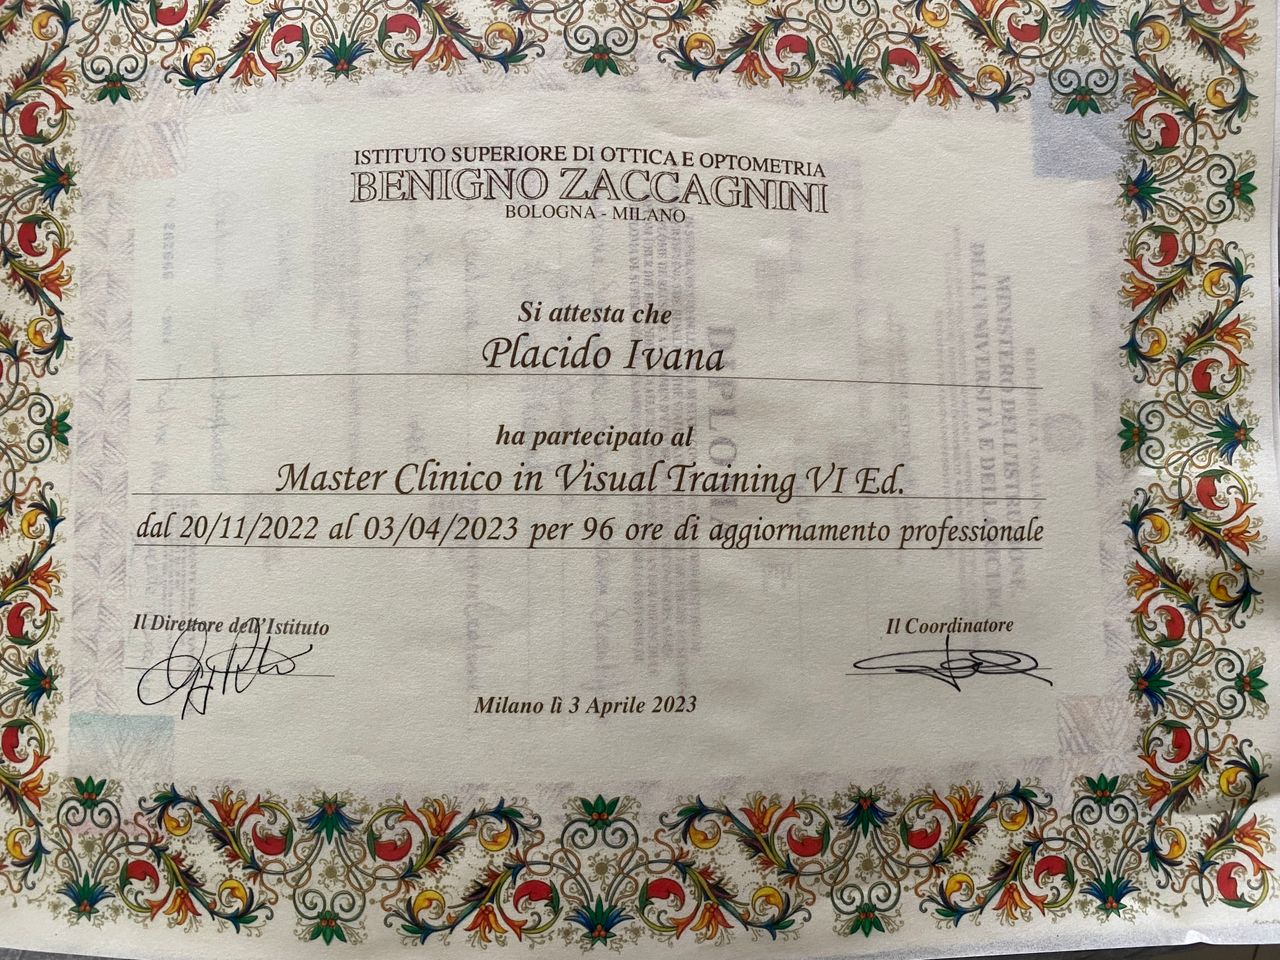 ISTITUTO SUPERIORE DI OTTICA E OPTOMETRIA
BENIGNO ZACCAGNINI
BOLOGNA - MILANO
Si attesta che
Placido Ivana
ha partecipato al
Master Clinico in Visual Training VI Ed.
dal 20/11/2022 al 03/04/2023 per 96 ore di aggiornamento professionale
Il Direttore dell'Istituto
Il Coordinatore
Milano lì 3 Aprile 2023